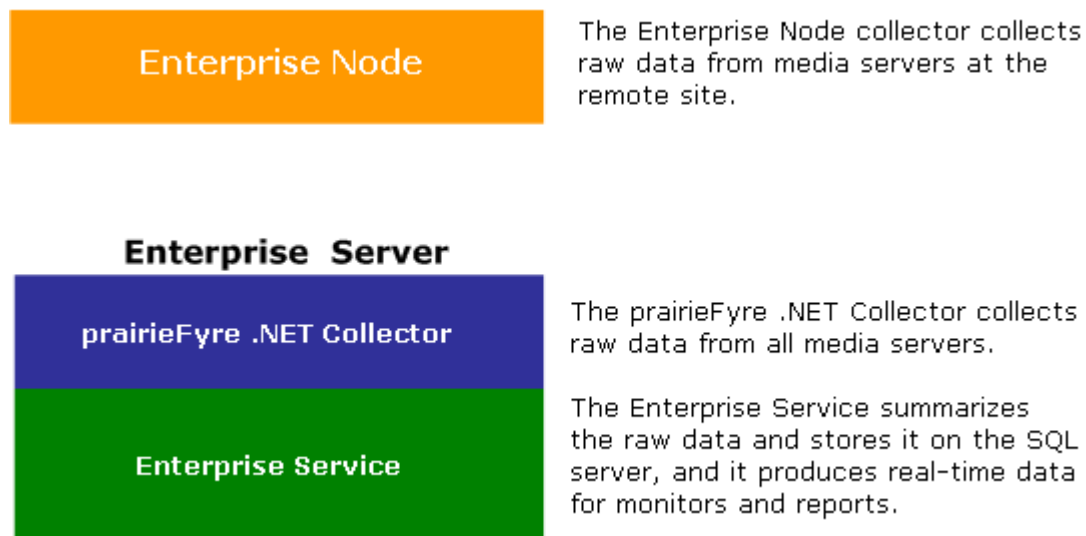 Enterprise Node
The Enterprise Node collector collects
raw data from media servers at the
remote site.
Enterprise Server
prairieFyre .NET Collector
The prairieFyre .NET Collector collects
raw data from all media servers.
Enterprise Service
The Enterprise Service summarizes
the raw data and stores it on the SQL
server, and it produces real-time data
for monitors and reports.